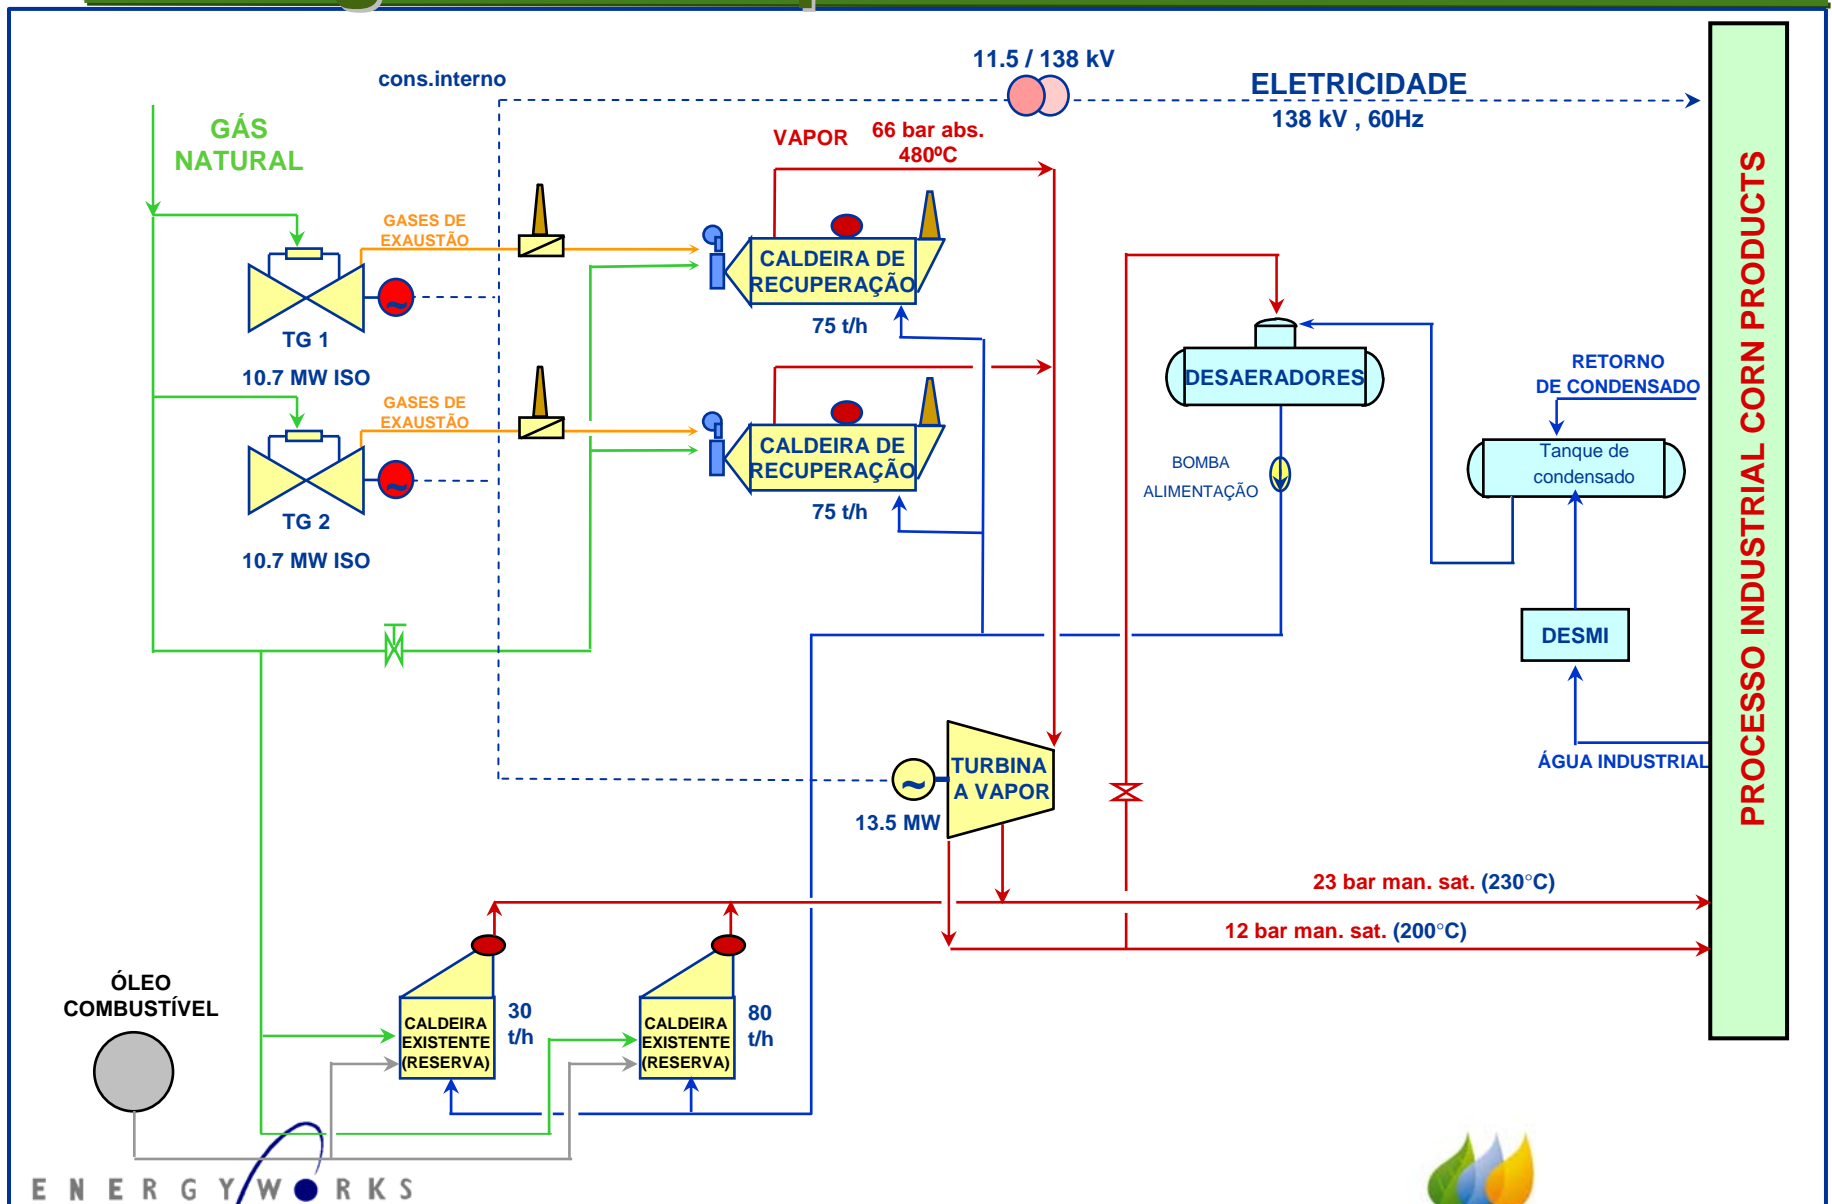 11.5 / 138 kV
cons.interno
ELETRICIDADE
138 kV , 60Hz
GÁS
NATURAL
VAPOR
66 bar abs.
480ºC
GASES DE
EXAUSTÃO
CALDEIRA DE
RECUPERAÇÃO
75 t/h
TG 1
10.7 MW ISO
GASES DE
EXAUSTÃO
CALDEIRA DE
RECUPERAÇÃO
75 t/h
TG 2
10.7 MW ISO
DESAERADORES
RETORNO
DE CONDENSADO
Tanque de
condensado
BOMBA
ALIMENTAÇÃO
DESMI
ÁGUA INDUSTRIAL
PROCESSO INDUSTRIAL CORN PRODUCTS
TURBINA
A VAPOR
~
~
~
13.5 MW
23 bar man. sat. (230°C)
12 bar man. sat. (200°C)
ÓLEO
COMBUSTÍVEL
CALDEIRA
EXISTENTE
(RESERVA)
30
t/h
CALDEIRA
EXISTENTE
(RESERVA)
80
t/h
ENERGYWORKS